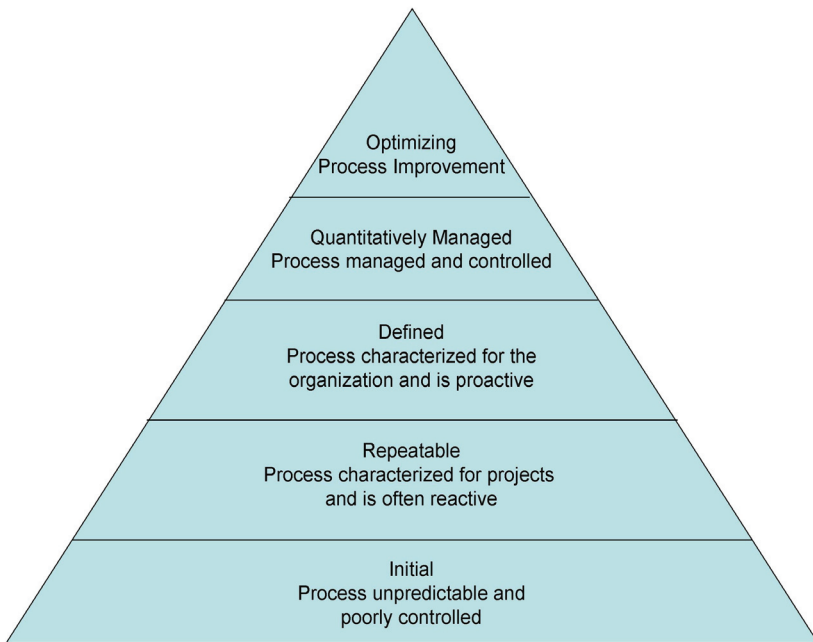 Optimizing
Process Improvement
Quantitatively Managed
Process managed and controlled
Defined
Process characterized for the
organization and is proactive
Repeatable
Process characterized for projects
and is often reactive
Initial
Process unpredictable and
poorly controlled